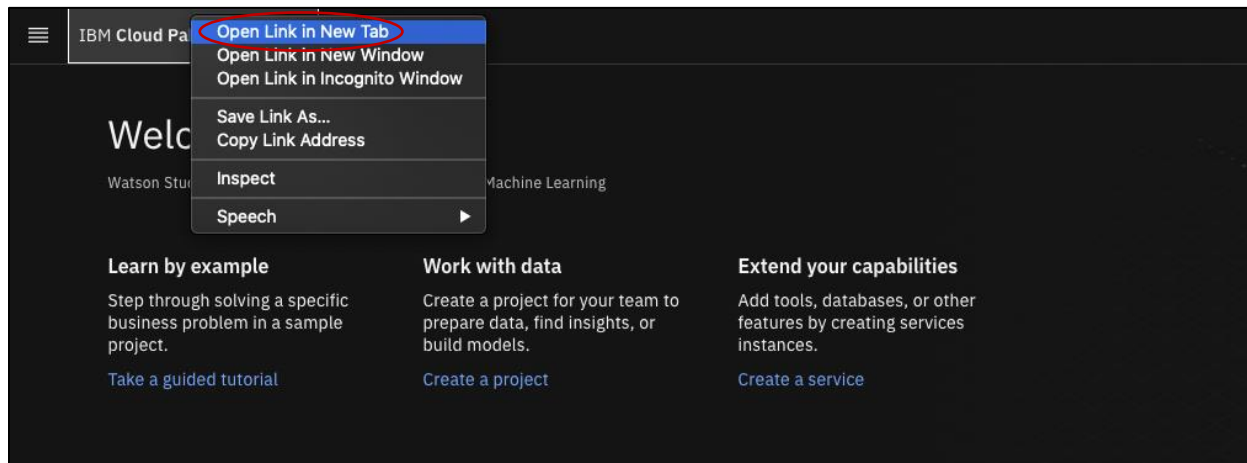 IBM Cloud Pa
Open Link in New Tab
Open Link in New Window
Open Link in Incognito Window
Save Link As...
Copy Link Address
Inspect
Speech
Welc
Watson Stu
Machine Learning
Learn by example
Step through solving a specific
business problem in a sample
project.
Take a guided tutorial
Work with data
Create a project for your team to
prepare data, find insights, or
build models.
Create a project
Extend your capabilities
Add tools, databases, or other
features by creating services
instances.
Create a service